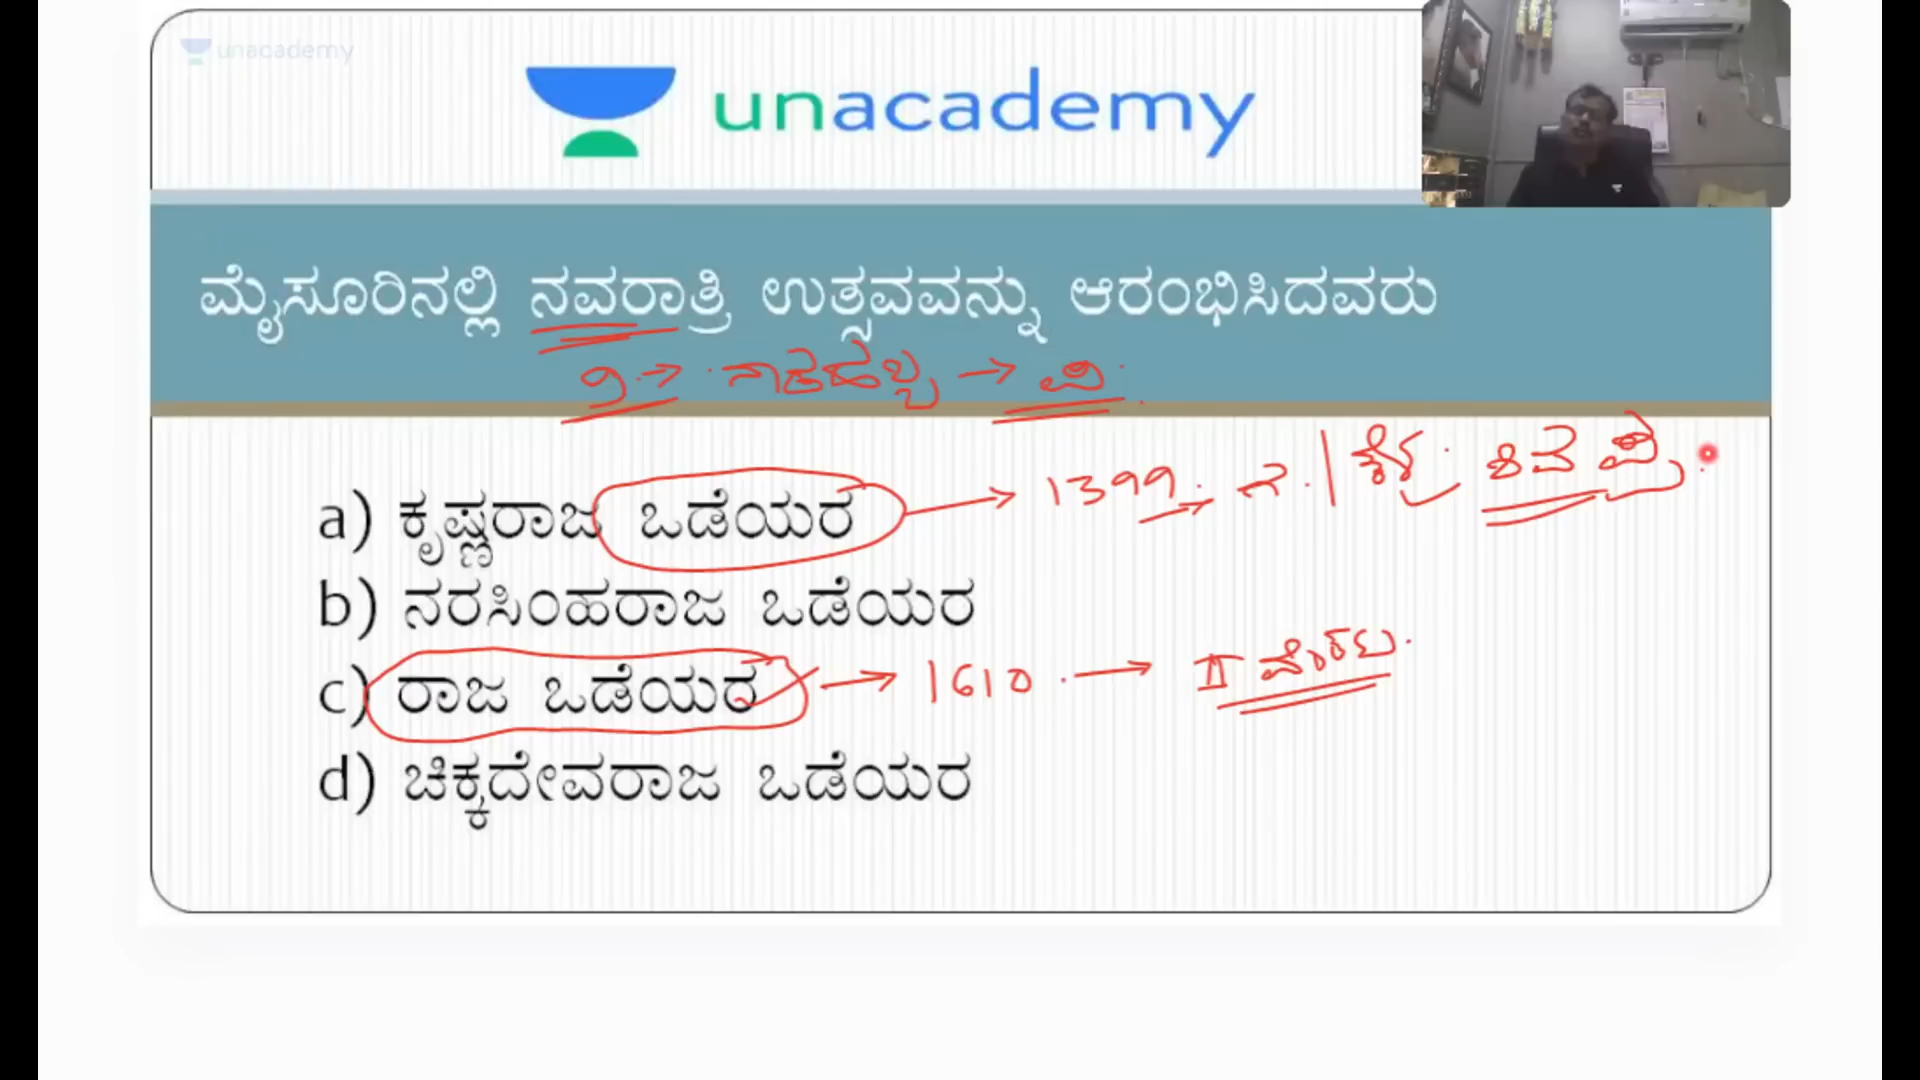 unacademy
unacademy
ಮೈಸೂರಿನಲ್ಲಿ ನವರಾತ್ರಿ ಉತ್ಸವವನ್ನು ಆರಂಭಿಸಿದವರು
ನಾಡಹಬ್ಬ
a) ಕೃಷ್ಣರಾಜ ಒಡೆಯರ
1399
b) ನರಸಿಂಹರಾಜ ಒಡೆಯರ
c) ರಾಜ ಒಡೆಯರ
1610
d) ಚಿಕ್ಕದೇವರಾಜ ಒಡೆಯರ